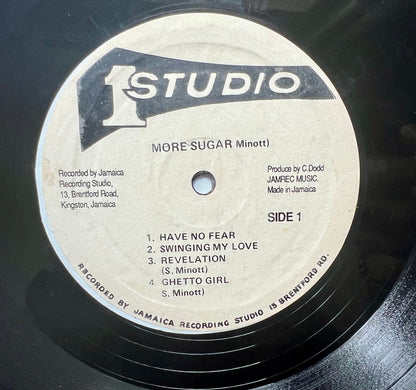 1 STUDIO
MORE SUGAR Minott)
Recorded by Jamaica
Recording Studio,
13, Brentford Road,
Kingston, Jamaica
Produce by C.Dodd
JAMREC MUSIC.
Made in Jamaica
SIDE 1
1. HAVE NO FEAR
2. SWINGING MY LOVE
3. REVELATION
(S. Minott)
4. GHETTO GIRL
S. Minott)
RECORED BY JAMAICA RECORDING STUDIO 13 BRENTFORD RD.